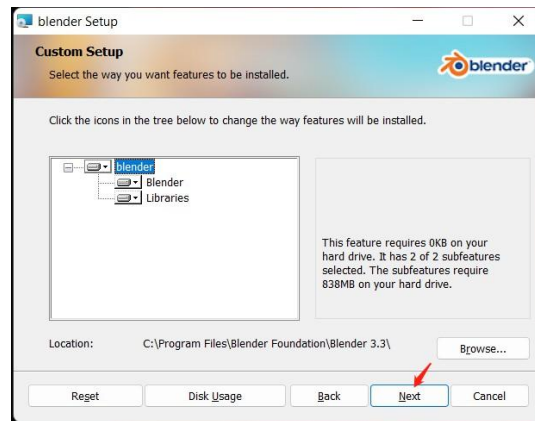 blender Setup
Custom Setup
Select the way you want features to be installed.
blender
Click the icons in the tree below to change the way features will be installed.
blender
Blender
Libraries
This feature requires 0KB on your
hard drive. It has 2 of 2 subfeatures
selected. The subfeatures require
838MB on your hard drive.
Location: C:\Program Files\Blender Foundation\Blender 3.3\
Browse...
Reset Disk Usage Back Next Cancel